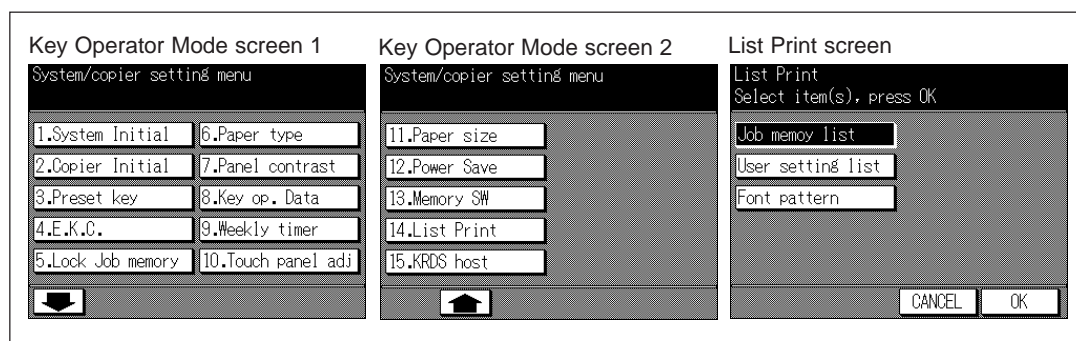 Key Operator Mode screen 1
System/copier setting menu
1.System Initial
6.Paper type
2.Copier Initial
7.Panel contrast
3.Preset key
8.Key op. Data
4.E.K.C.
9.Weekly timer
5.Lock Job memory
10.Touch panel adj
Key Operator Mode screen 2
System/copier setting menu
11.Paper size
12.Power Save
13.Memory SW
14.List Print
15.KRDS host
List Print screen
List Print
Select item(s), press OK
Job memoy list
User setting list
Font pattern
CANCEL
OK